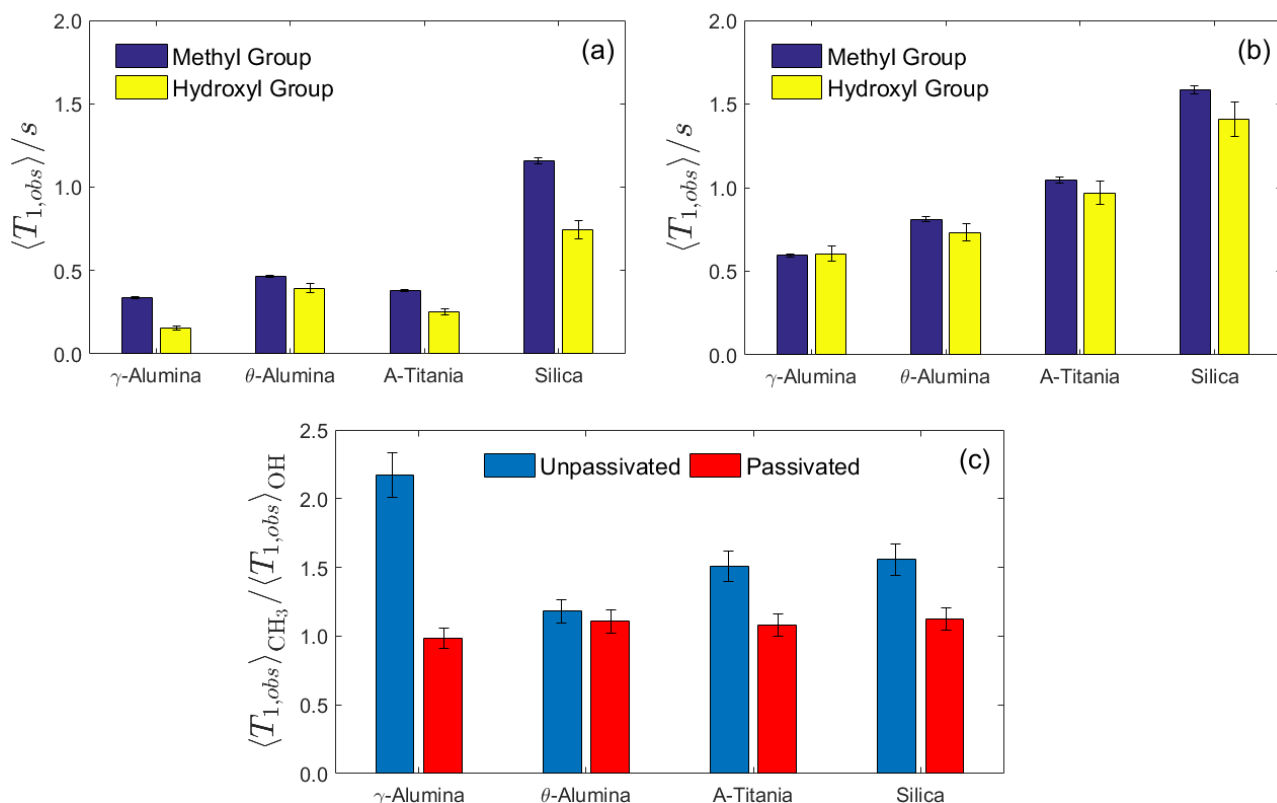 (a)
Methyl Group
Hydroxyl Group
⟨T₁,obs⟩/s
2.0
1.5
1.0
0.5
0.0
γ-Alumina θ-Alumina A-Titania Silica
(b)
Methyl Group
Hydroxyl Group
⟨T₁,obs⟩/s
2.0
1.5
1.0
0.5
0.0
γ-Alumina θ-Alumina A-Titania Silica
(c)
Unpassivated Passivated
⟨T₁,obs⟩CH₃/⟨T₁,obs⟩OH
2.5
2.0
1.5
1.0
0.5
0.0
γ-Alumina θ-Alumina A-Titania Silica